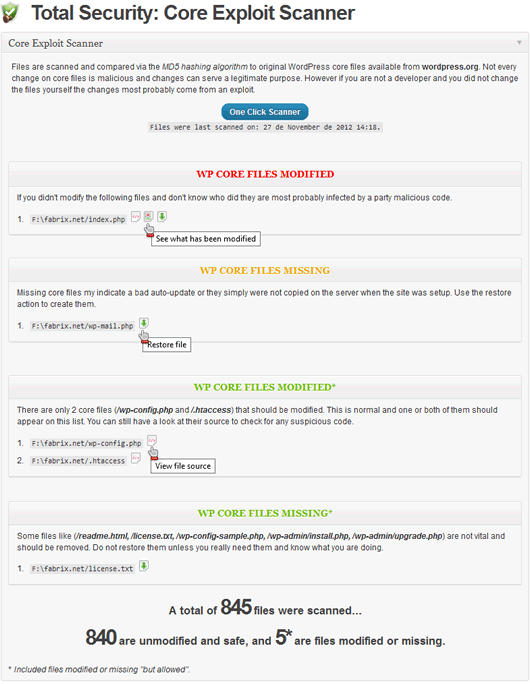 Total Security: Core Exploit Scanner
Core Exploit Scanner
Files are scanned and compared via the MD5 hashing algorithm to original WordPress core files available from wordpress.org. Not every
change on core files is malicious and changes can serve a legitimate purpose. However if you are not a developer and you did not change
the files yourself the changes most probably come from an exploit.
One Click Scanner
Files were last scanned on: 27 de November de 2012 14:18.
WP CORE FILES MODIFIED
If you didn't modify the following files and don't know who did they are most probably infected by a party malicious code.
1. F:\fabrix.net/index.php
See what has been modified
WP CORE FILES MISSING
Missing core files my indicate a bad auto-update or they simply were not copied on the server when the site was setup. Use the restore
action to create them.
1. F:\fabrix.net/wp-mail.php
Restore file
WP CORE FILES MODIFIED*
There are only 2 core files (/wp-config.php and /.htaccess) that should be modified. This is normal and one or both of them should
appear on this list. You can still have a look at their source to check for any suspicious code.
1. F:\fabrix.net/wp-config.php
2. F:\fabrix.net/.htaccess
View file source
WP CORE FILES MISSING*
Some files like (/readme.html, /license.txt, /wp-config-sample.php, /wp-admin/install.php, /wp-admin/upgrade.php) are not vital and
should be removed. Do not restore them unless you really need them and know what you are doing.
1. F:\fabrix.net/license.txt
A total of 845 files were scanned...
840 are unmodified and safe, and 5* are files modified or missing.
* Included files modified or missing "but allowed".